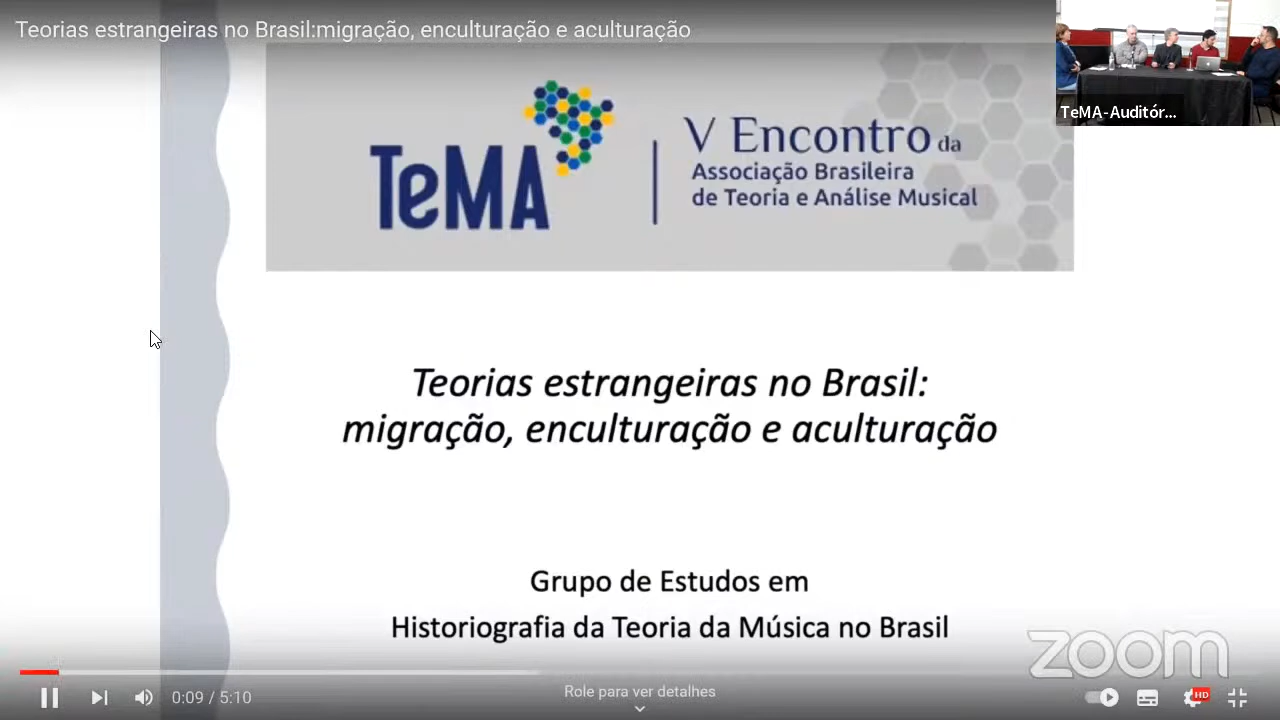 Teorias estrangeiras no Brasil:migração, enculturação e aculturação
TeMA-Auditór...
TeMA
V Encontro da
Associação Brasileira
de Teoria e Análise Musical
Teorias estrangeiras no Brasil:
migração, enculturação e aculturação
Grupo de Estudos em
Historiografia da Teoria da Música no Brasil
zoom
0:09 / 5:10
Role para ver detalhes
HD